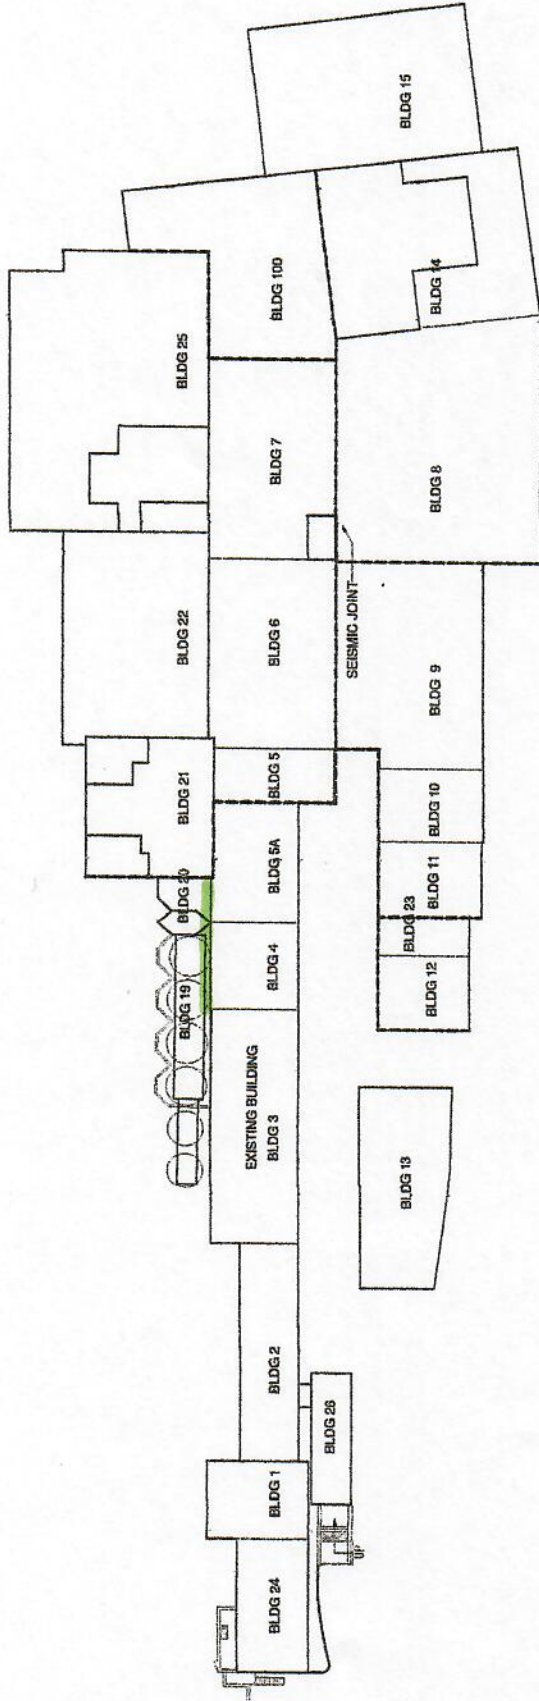 BLDG 15
BLDG 14
BLDG 10D
BLDG 25
BLDG 7
BLDG 8
BLDG 22
BLDG 6
SEISMIC JOINT
BLDG 9
BLDG 21
BLDG 5
BLDG 10
BLDG 20
BLDG 5A
BLDG 11
BLDG 23
BLDG 19
BLDG 4
BLDG 12
EXISTING BUILDING
BLDG 3
BLDG 13
BLDG 2
BLDG 26
BLDG 1
UP
BLDG 24